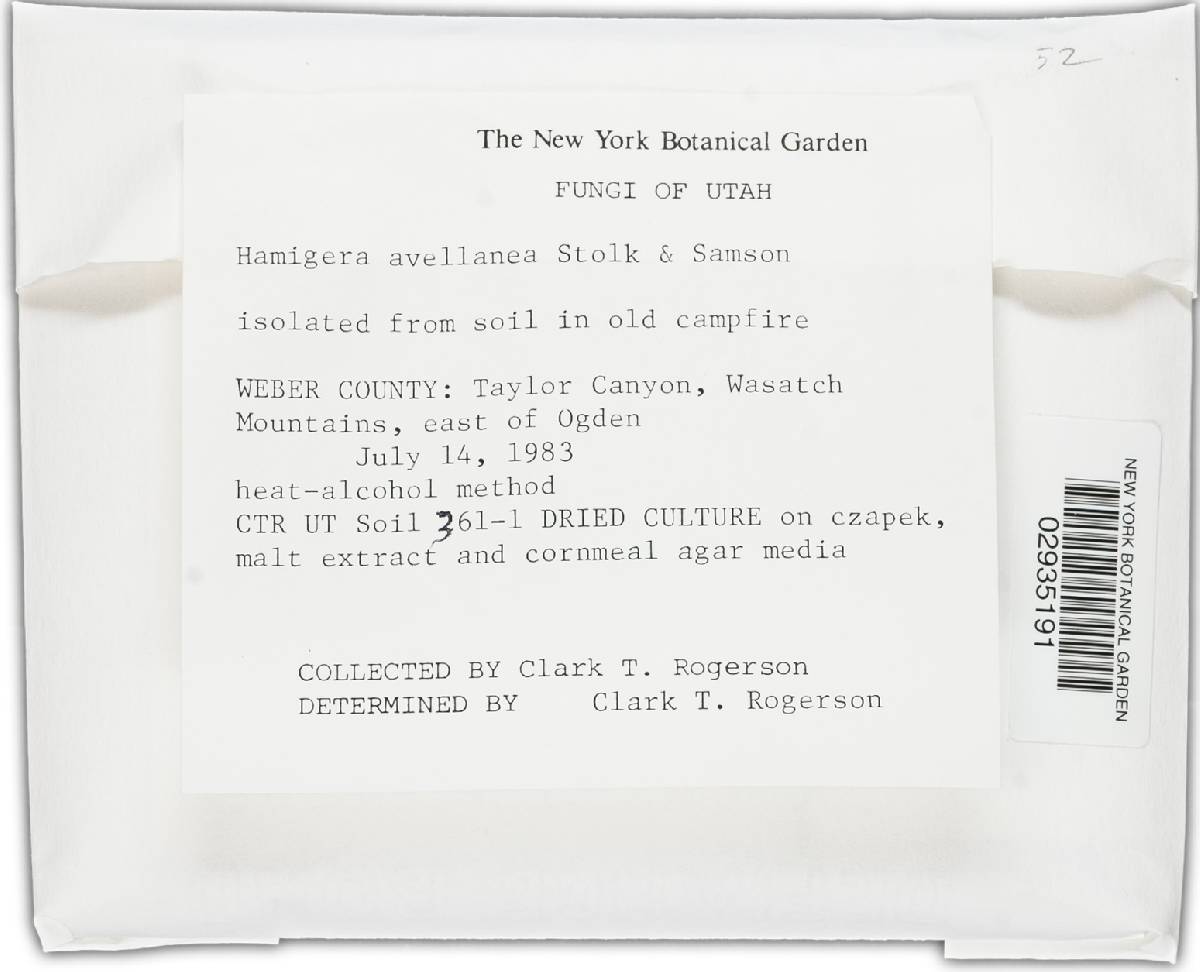 52
The New York Botanical Garden
FUNGI OF UTAH
Hamigera avellanea Stolk & Samson
isolated from soil in old campfire
WEBER COUNTY: Taylor Canyon, Wasatch
Mountains, east of Ogden
July 14, 1983
heat-alcohol method
CTR UT Soil 361-1 DRIED CULTURE on czapek,
malt extract and cornmeal agar media
COLLECTED BY Clark T. Rogerson
DETERMINED BY Clark T. Rogerson
NEW YORK BOTANICAL GARDEN
02935191